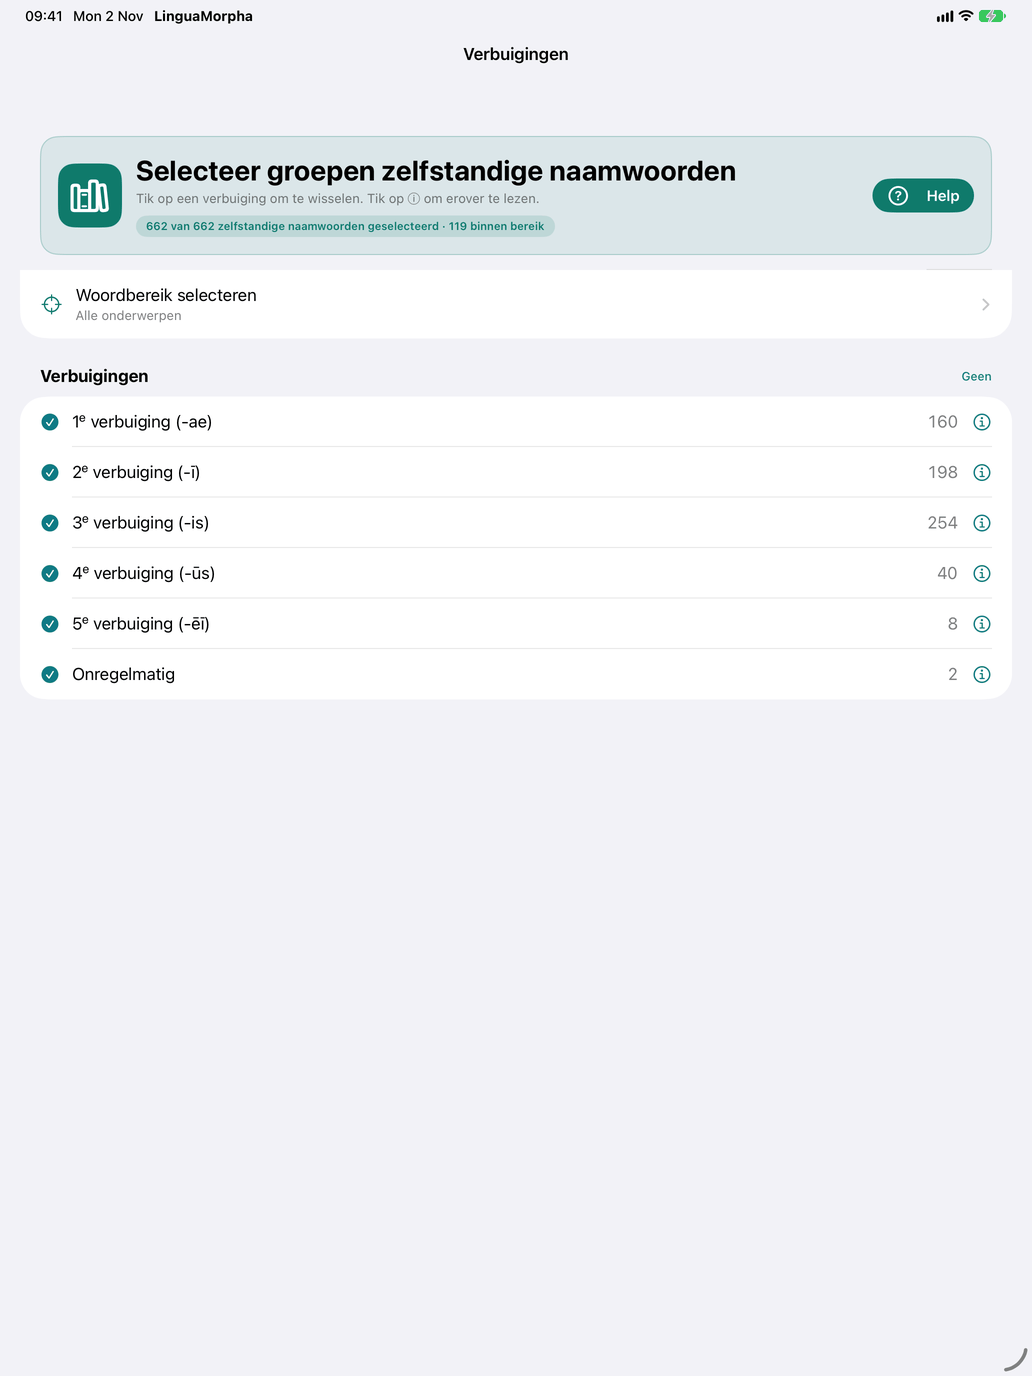 09:41 Mon 2 Nov LinguaMorpha
Verbuigingen
Selecteer groepen zelfstandige naamwoorden
Tik op een verbuiging om te wisselen. Tik op ⓘ om erover te lezen.
662 van 662 zelfstandige naamwoorden geselecteerd · 119 binnen bereik
Help
Woordbereik selecteren
Alle onderwerpen
Verbuigingen Geen
1ᵉ verbuiging (-ae) 160
2ᵉ verbuiging (-ī) 198
3ᵉ verbuiging (-is) 254
4ᵉ verbuiging (-ūs) 40
5ᵉ verbuiging (-ēī) 8
Onregelmatig 2